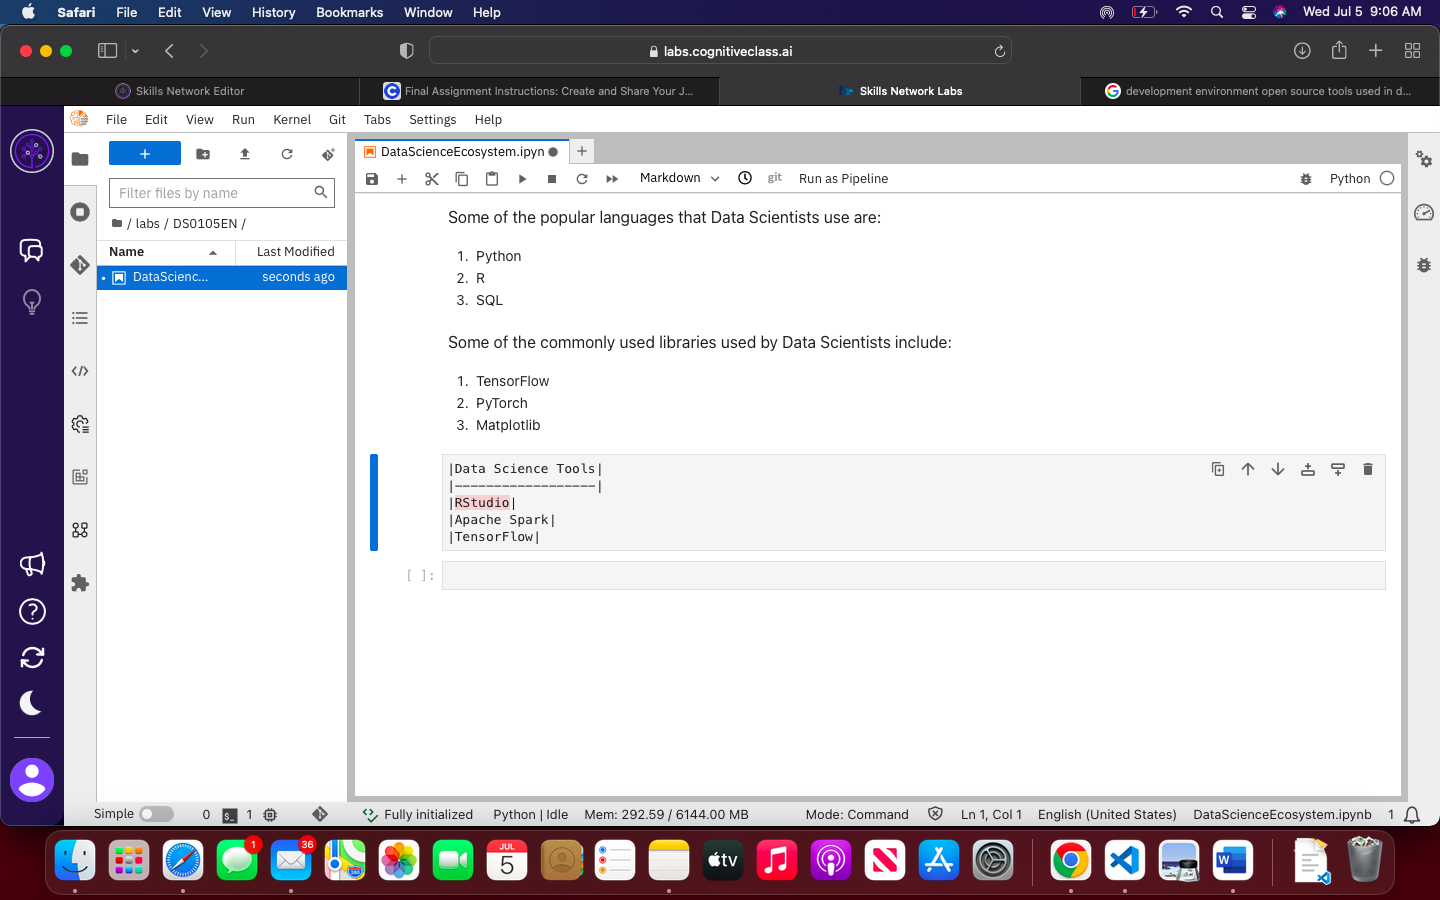 Safari File Edit View History Bookmarks Window Help Wed Jul 5 9:06 AM
labs.cognitiveclass.ai
Skills Network Editor
Final Assignment Instructions: Create and Share Your J...
Skills Network Labs
development environment open source tools used in d...
File Edit View Run Kernel Git Tabs Settings Help
DataScienceEcosystem.ipyn
Markdown git Run as Pipeline Python
Filter files by name
/ labs / DS0105EN /
Name Last Modified
DataScienc... seconds ago
Some of the popular languages that Data Scientists use are:
1. Python
2. R
3. SQL
Some of the commonly used libraries used by Data Scientists include:
1. TensorFlow
2. PyTorch
3. Matplotlib
|Data Science Tools|
|------------------|
|RStudio|
|Apache Spark|
|TensorFlow|
[ ]:
Simple 0 $_ 1 Fully initialized Python | Idle Mem: 292.59 / 6144.00 MB Mode: Command Ln 1, Col 1 English (United States) DataScienceEcosystem.ipynb 1
1
36
280
JUL
5
tv
W